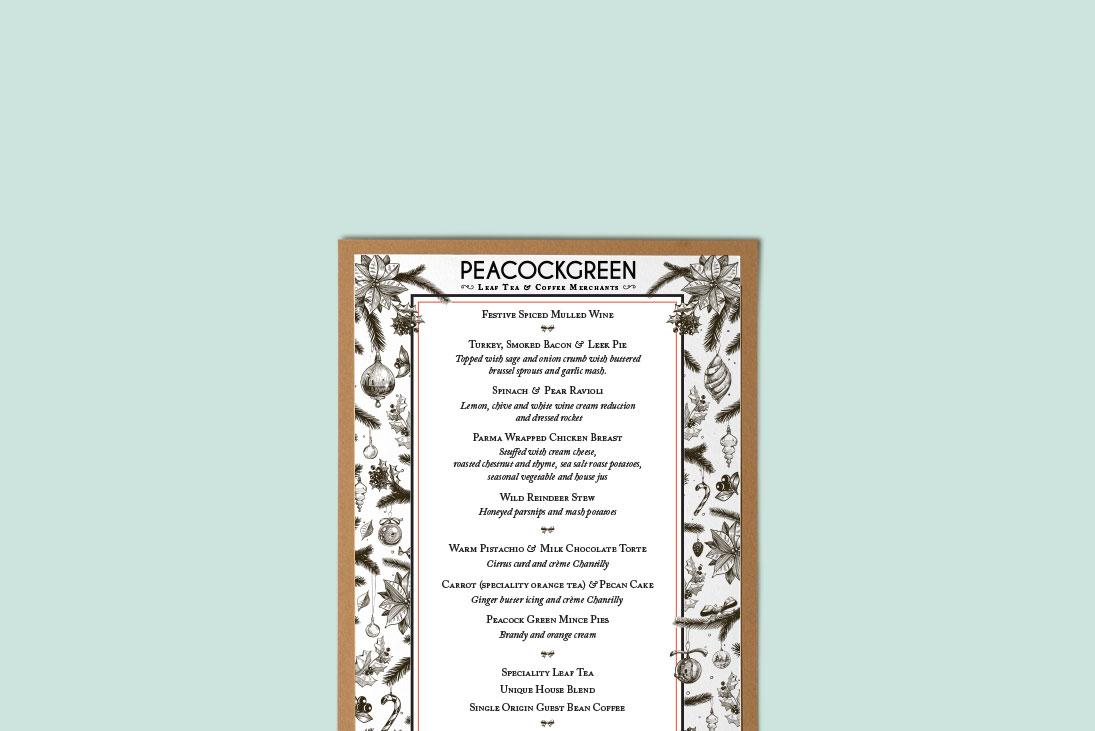 PEACOCKGREEN
Leaf Tea & Coffee Merchants
Festive Spiced Mulled Wine
Turkey, Smoked Bacon & Leek Pie
Topped with sage and onion crumb with buttered
brussel sprouts and garlic mash.
Spinach & Pear Ravioli
Lemon, chive and white wine cream reduction
and dressed rocket
Parma Wrapped Chicken Breast
Stuffed with cream cheese,
roasted chestnut and thyme, sea salt roast potatoes,
seasonal vegetable and house jus
Wild Reindeer Stew
Honeyed parsnips and mash potatoes
Warm Pistachio & Milk Chocolate Torte
Citrus curd and crème Chantilly
Carrot (speciality orange tea) & Pecan Cake
Ginger butter icing and crème Chantilly
Peacock Green Mince Pies
Brandy and orange cream
Speciality Leaf Tea
Unique House Blend
Single Origin Guest Bean Coffee